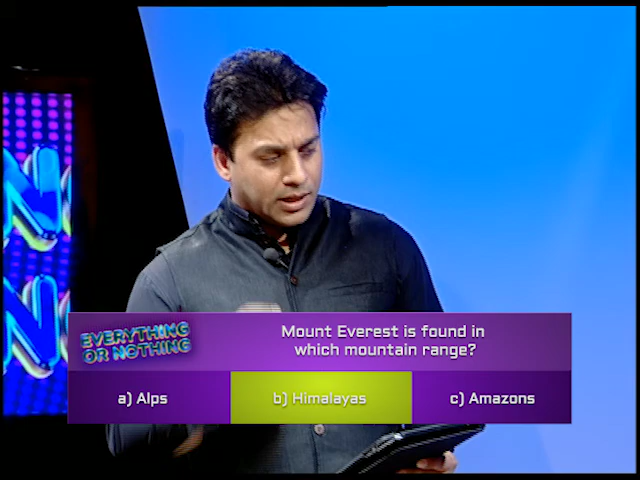 EVERYTHING
OR NOTHING
Mount Everest is found in
which mountain range?
a) Alps
b) Himalayas
c) Amazons